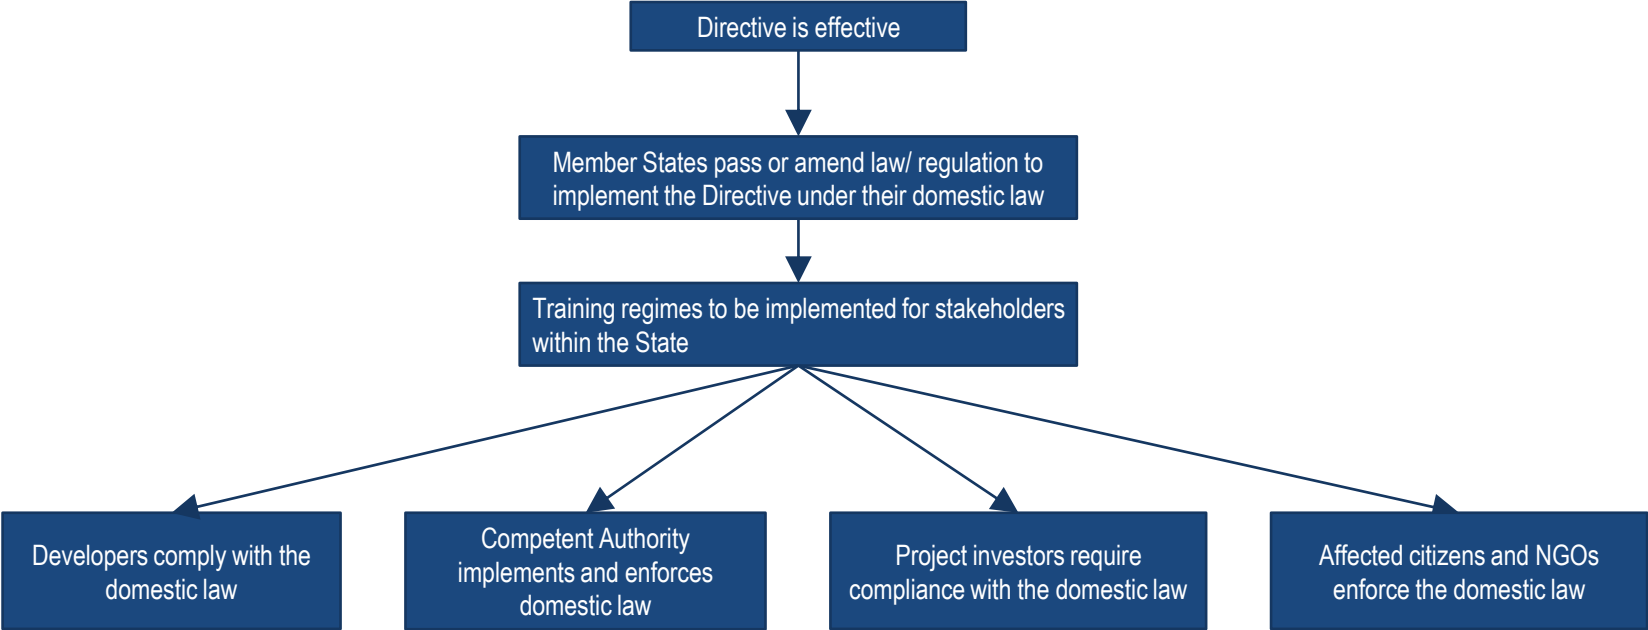 Directive is effective
Member States pass or amend law/ regulation to
implement the Directive under their domestic law
Training regimes to be implemented for stakeholders
within the State
Developers comply with the
domestic law
Competent Authority
implements and enforces
domestic law
Project investors require
compliance with the domestic law
Affected citizens and NGOs
enforce the domestic law